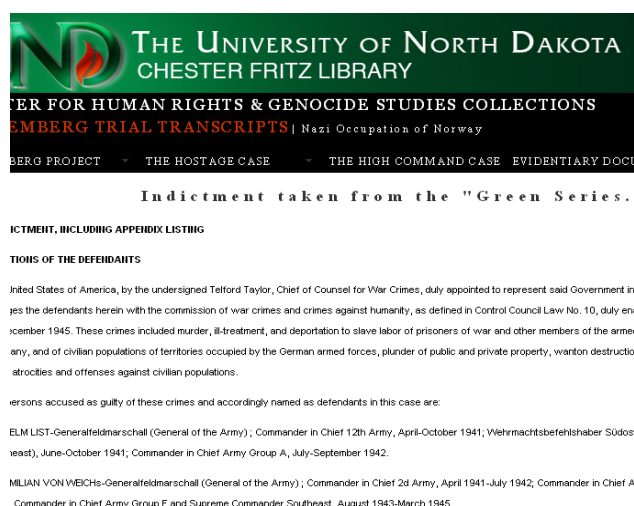 THE UNIVERSITY OF NORTH DAKOTA
CHESTER FRITZ LIBRARY
TER FOR HUMAN RIGHTS & GENOCIDE STUDIES COLLECTIONS
EMBERG TRIAL TRANSCRIPTS | Nazi Occupation of Norway
BERG PROJECT THE HOSTAGE CASE THE HIGH COMMAND CASE EVIDENTIARY DOCU
Indictment taken from the "Green Series.
ICTMENT, INCLUDING APPENDIX LISTING
TIONS OF THE DEFENDANTS
United States of America, by the undersigned Telford Taylor, Chief of Counsel for War Crimes, duly appointed to represent said Government in
ges the defendants herein with the commission of war crimes and crimes against humanity, as defined in Control Council Law No. 10, duly ena
ecember 1945. These crimes included murder, ill-treatment, and deportation to slave labor of prisoners of war and other members of the arme
any, and of civilian populations of territories occupied by the German armed forces, plunder of public and private property, wanton destructio
atrocities and offenses against civilian populations.
persons accused as guilty of these crimes and accordingly named as defendants in this case are:
ELM LIST-Generalfeldmarschall (General of the Army) ; Commander in Chief 12th Army, April-October 1941; Wehrmachtsbefehlshaber Südos
heast), June-October 1941; Commander in Chief Army Group A, July-September 1942.
MILIAN VON WEICHs-Generalfeldmarschall (General of the Army) ; Commander in Chief 2d Army, April 1941-July 1942; Commander in Chief A
Commander in Chief Army Group F and Supreme Commander Southeast, August 1943-March 1945